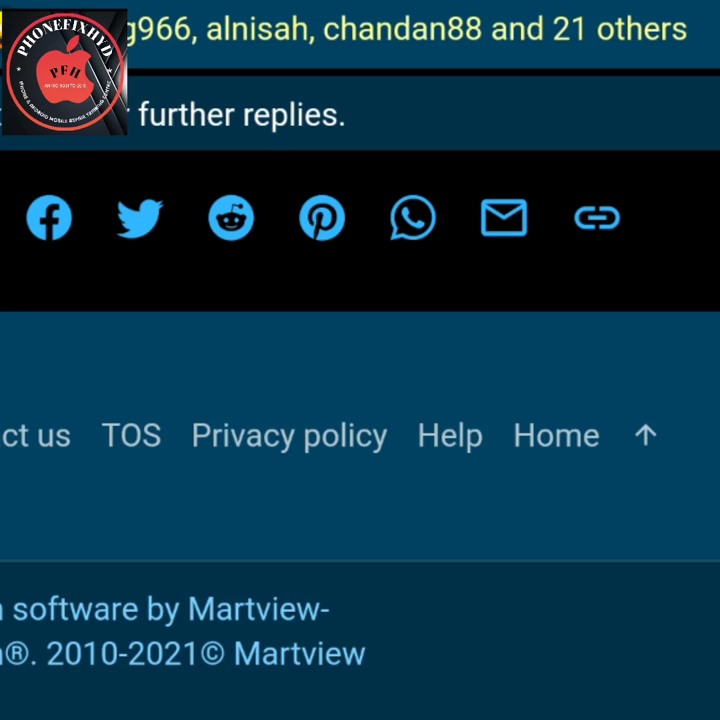 g966, alnisah, chandan88 and 21 others
PHONEFIXHYD
PFH
further replies.
ct us TOS Privacy policy Help Home
software by Martview-
®. 2010-2021© Martview